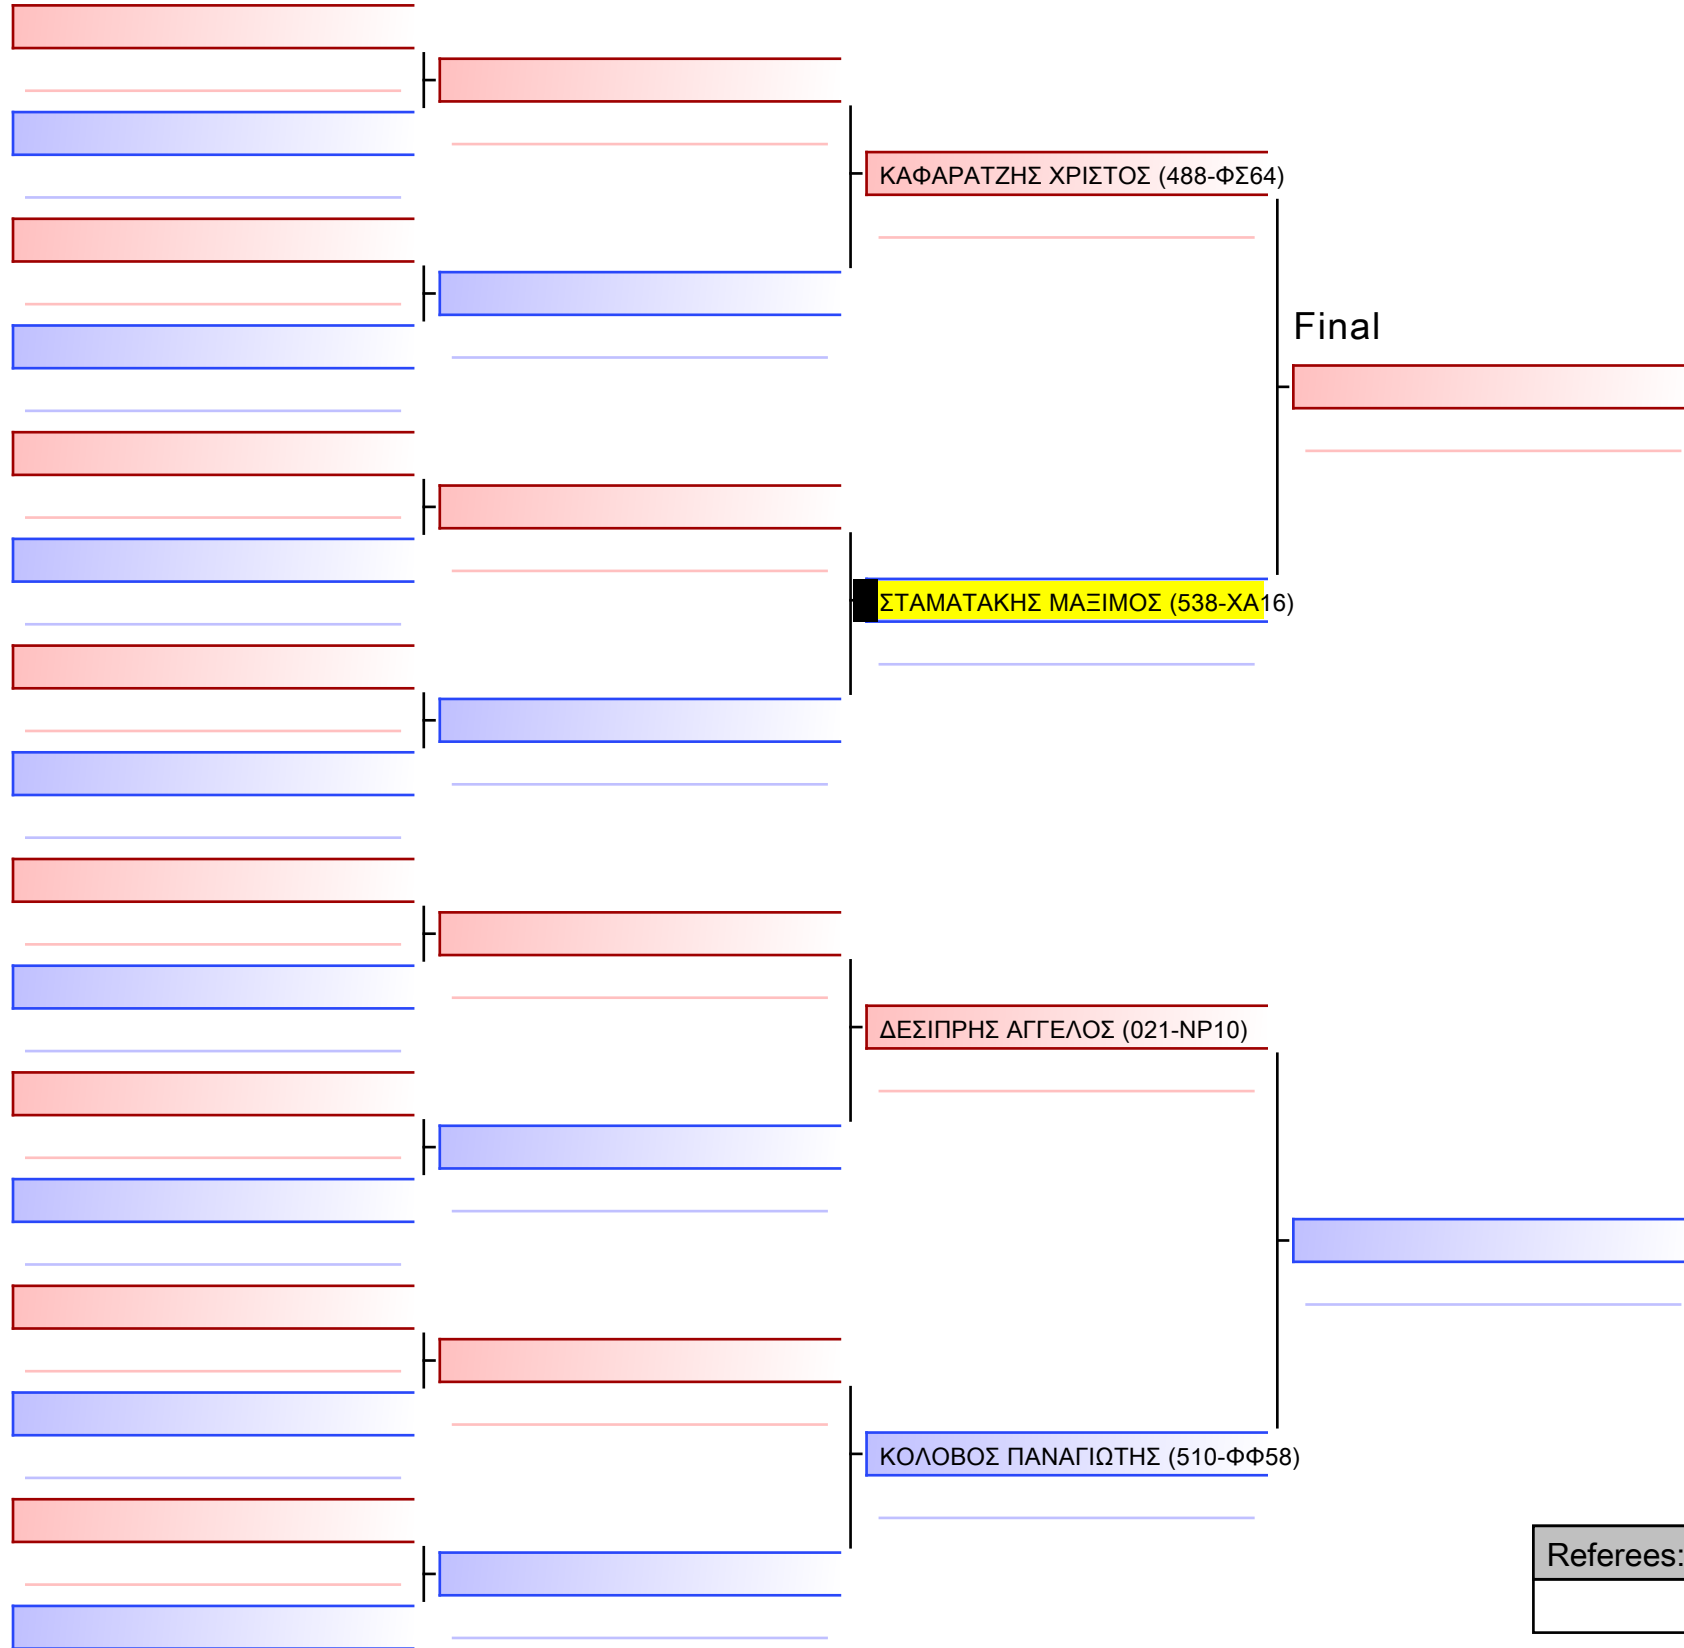 ΚΑΦΑΡΑΤΖΗΣ ΧΡΙΣΤΟΣ (488-ΦΣ64)
Final
ΣΤΑΜΑΤΑΚΗΣ ΜΑΞΙΜΟΣ (538-ΧΑ16)
ΔΕΣΙΠΡΗΣ ΑΓΓΕΛΟΣ (021-ΝΡ10)
ΚΟΛΟΒΟΣ ΠΑΝΑΓΙΩΤΗΣ (510-ΦΦ58)
Referees: